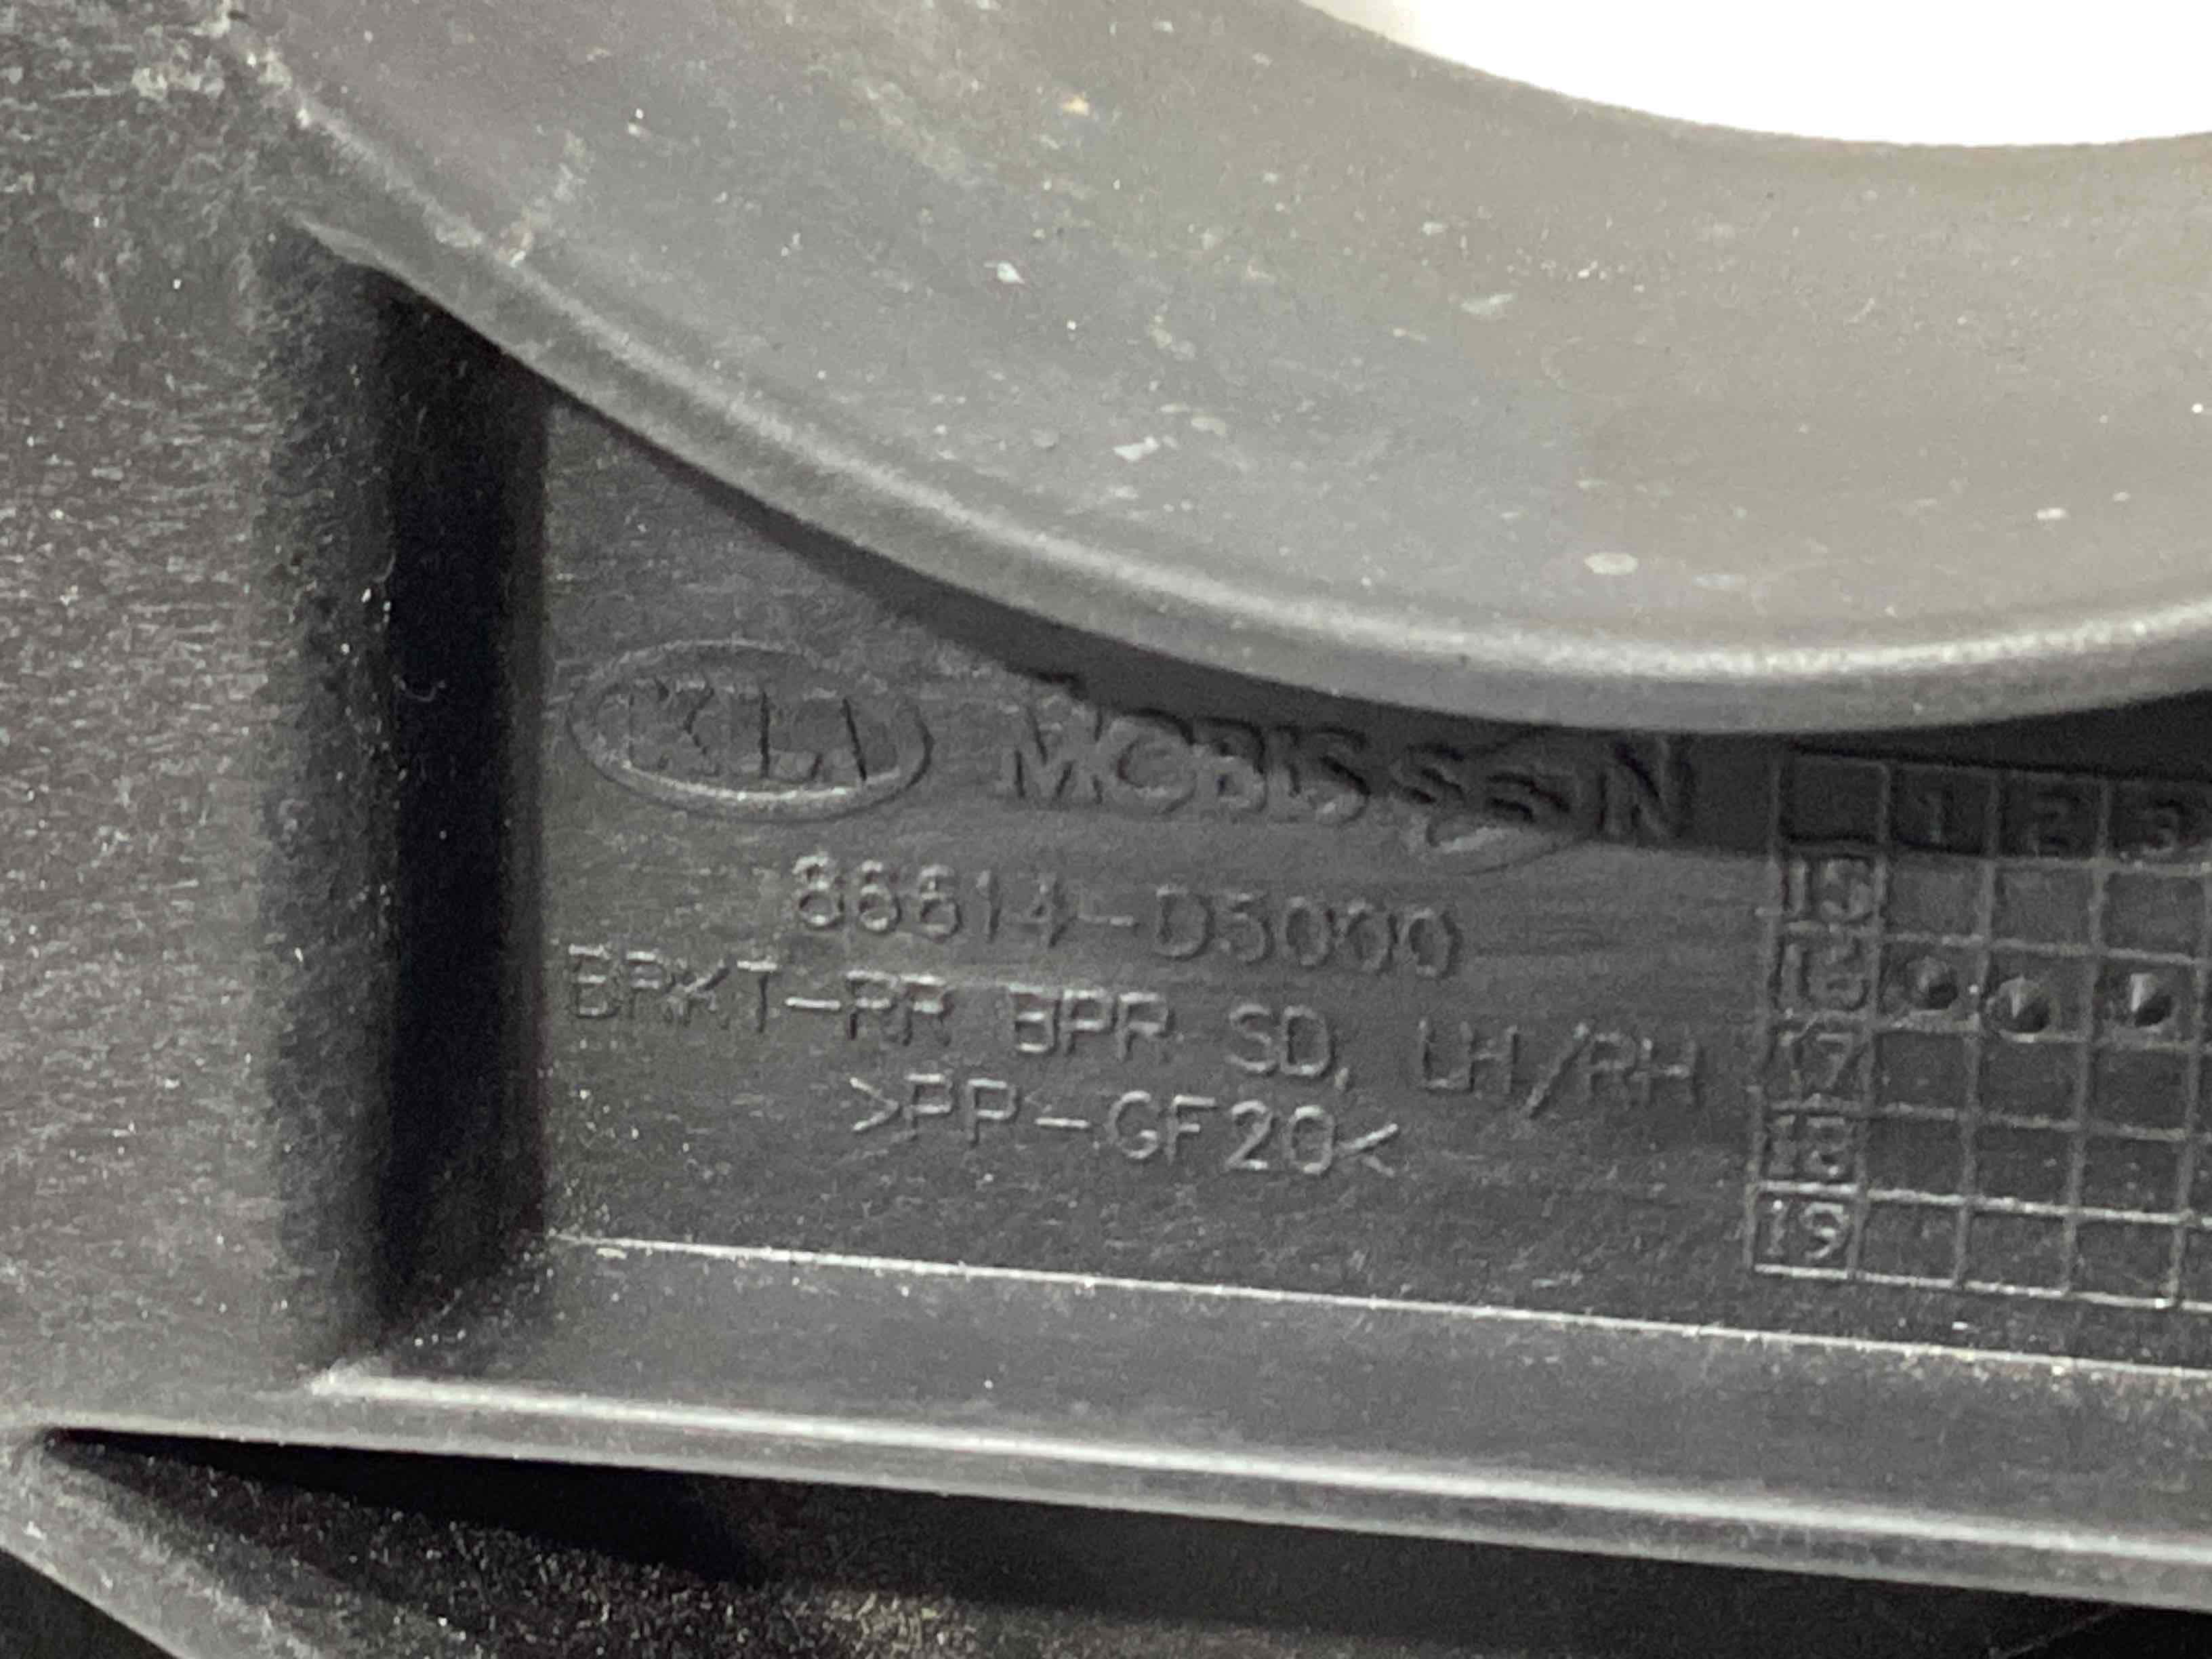 KIA MOBIS
86614-D5000
BRKT-RR BPR SD, LH/RH
>PP-GF20<
1 2 3
15
16
17
18
19